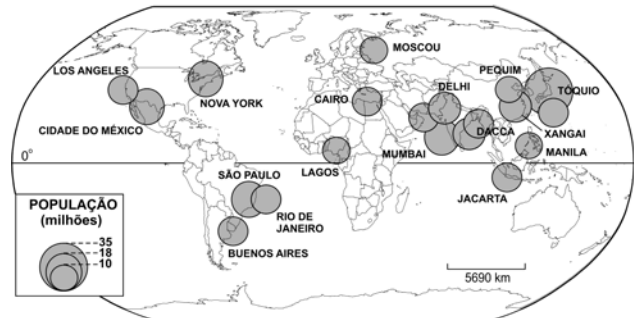 MOSCOU
LOS ANGELES
PEQUIM
DELHI
TÓQUIO
NOVA YORK
CAIRO
CIDADE DO MÉXICO
DACCA
XANGAI
0°
MUMBAI
MANILA
LAGOS
SÃO PAULO
JACARTA
RIO DE
JANEIRO
BUENOS AIRES
POPULAÇÃO
(milhões)
35
18
10
5690 km